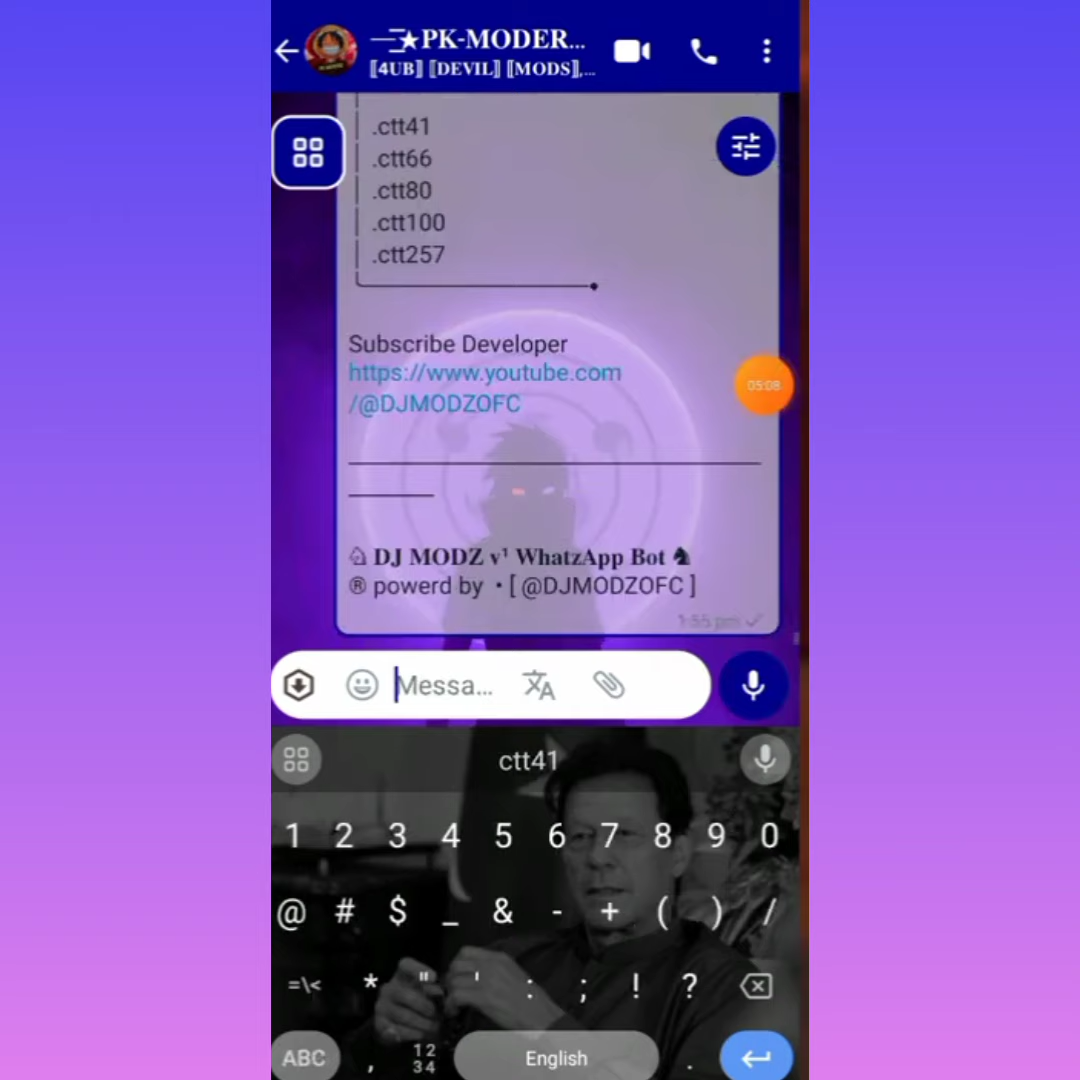 —͟͞͞★PK-MODER...
⟦4UB⟧ ⟦DEVIL⟧ ⟦MODS⟧,...
.ctt41
.ctt66
.ctt80
.ctt100
.ctt257
Subscribe Developer
https://www.youtube.com
/@DJMODZOFC
05:08
♘ DJ MODZ v¹ WhatzApp Bot ♞
® powerd by • [ @DJMODZOFC ]
1:55 pm
Messa...
ctt41
1 2 3 4 5 6 7 8 9 0
@ # $ _ & - + ( ) /
=\< * " ' : ; ! ?
ABC , 12 34 English .